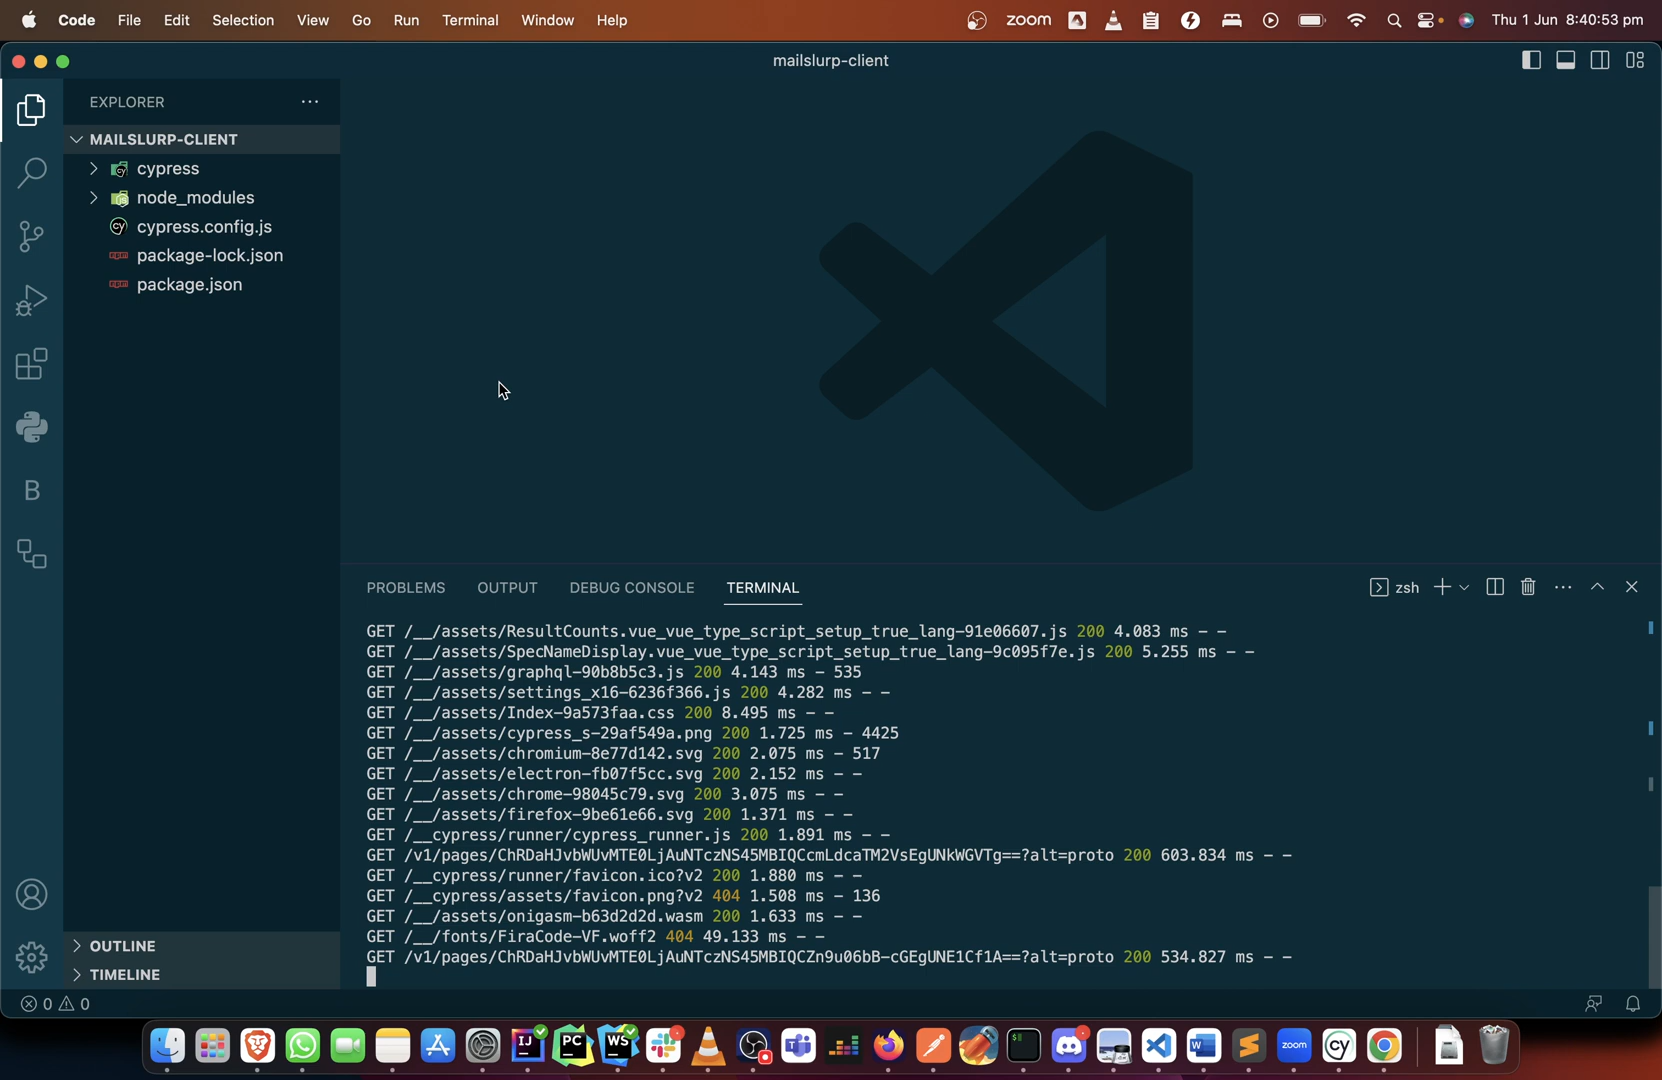 Code File Edit Selection View Go Run Terminal Window Help zoom Thu 1 Jun 8:40:53 pm
mailslurp-client
EXPLORER
MAILSLURP-CLIENT
cypress
node_modules
cypress.config.js
package-lock.json
package.json
B
OUTLINE
TIMELINE
PROBLEMS OUTPUT DEBUG CONSOLE TERMINAL zsh
GET /__/assets/ResultCounts.vue_vue_type_script_setup_true_lang-91e06607.js 200 4.083 ms - -
GET /__/assets/SpecNameDisplay.vue_vue_type_script_setup_true_lang-9c095f7e.js 200 5.255 ms - -
GET /__/assets/graphql-90b8b5c3.js 200 4.143 ms - 535
GET /__/assets/settings_x16-6236f366.js 200 4.282 ms - -
GET /__/assets/Index-9a573faa.css 200 8.495 ms - -
GET /__/assets/cypress_s-29af549a.png 200 1.725 ms - 4425
GET /__/assets/chromium-8e77d142.svg 200 2.075 ms - 517
GET /__/assets/electron-fb07f5cc.svg 200 2.152 ms - -
GET /__/assets/chrome-98045c79.svg 200 3.075 ms - -
GET /__/assets/firefox-9be61e66.svg 200 1.371 ms - -
GET /__cypress/runner/cypress_runner.js 200 1.891 ms - -
GET /v1/pages/ChRDaHJvbWUvMTE0LjAuNTczNS45MBIQCcmLdcaTM2VsEgUNkWGVTg==?alt=proto 200 603.834 ms - -
GET /__cypress/runner/favicon.ico?v2 200 1.880 ms - -
GET /__cypress/assets/favicon.png?v2 404 1.508 ms - 136
GET /__/assets/onigasm-b63d2d2d.wasm 200 1.633 ms - -
GET /__/fonts/FiraCode-VF.woff2 404 49.133 ms - -
GET /v1/pages/ChRDaHJvbWUvMTE0LjAuNTczNS45MBIQCZn9u06bB-cGEgUNE1Cf1A==?alt=proto 200 534.827 ms - -
0 0
IJ PC WS W zoom cy